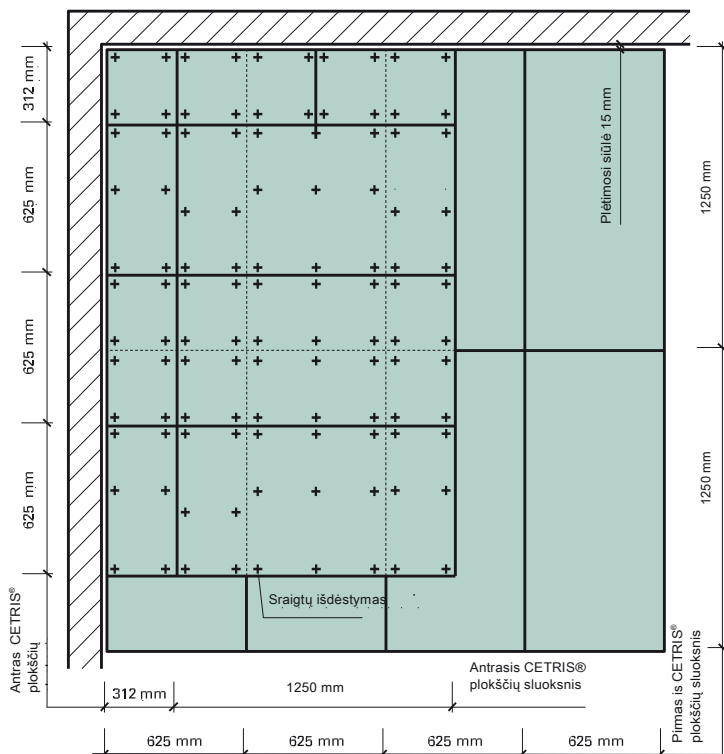 312 mm
625 mm
625 mm
625 mm
Antras CETRIS®
plokščių
Plėtimosi siūlė 15 mm
1250 mm
1250 mm
Pirmas is CETRIS®
plokščių sluoksnis
Sraigtų išdėstymas
Antrasis CETRIS®
plokščių sluoksnis
312 mm
1250 mm
625 mm
625 mm
625 mm
625 mm